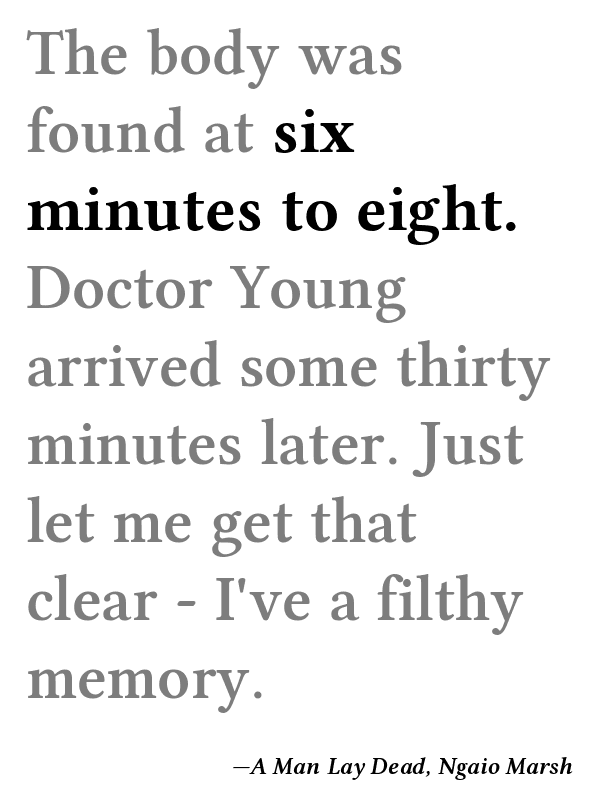 The body was
found at six
minutes to eight.
Doctor Young
arrived some thirty
minutes later. Just
let me get that
clear - I've a filthy
memory.
—A Man Lay Dead, Ngaio Marsh